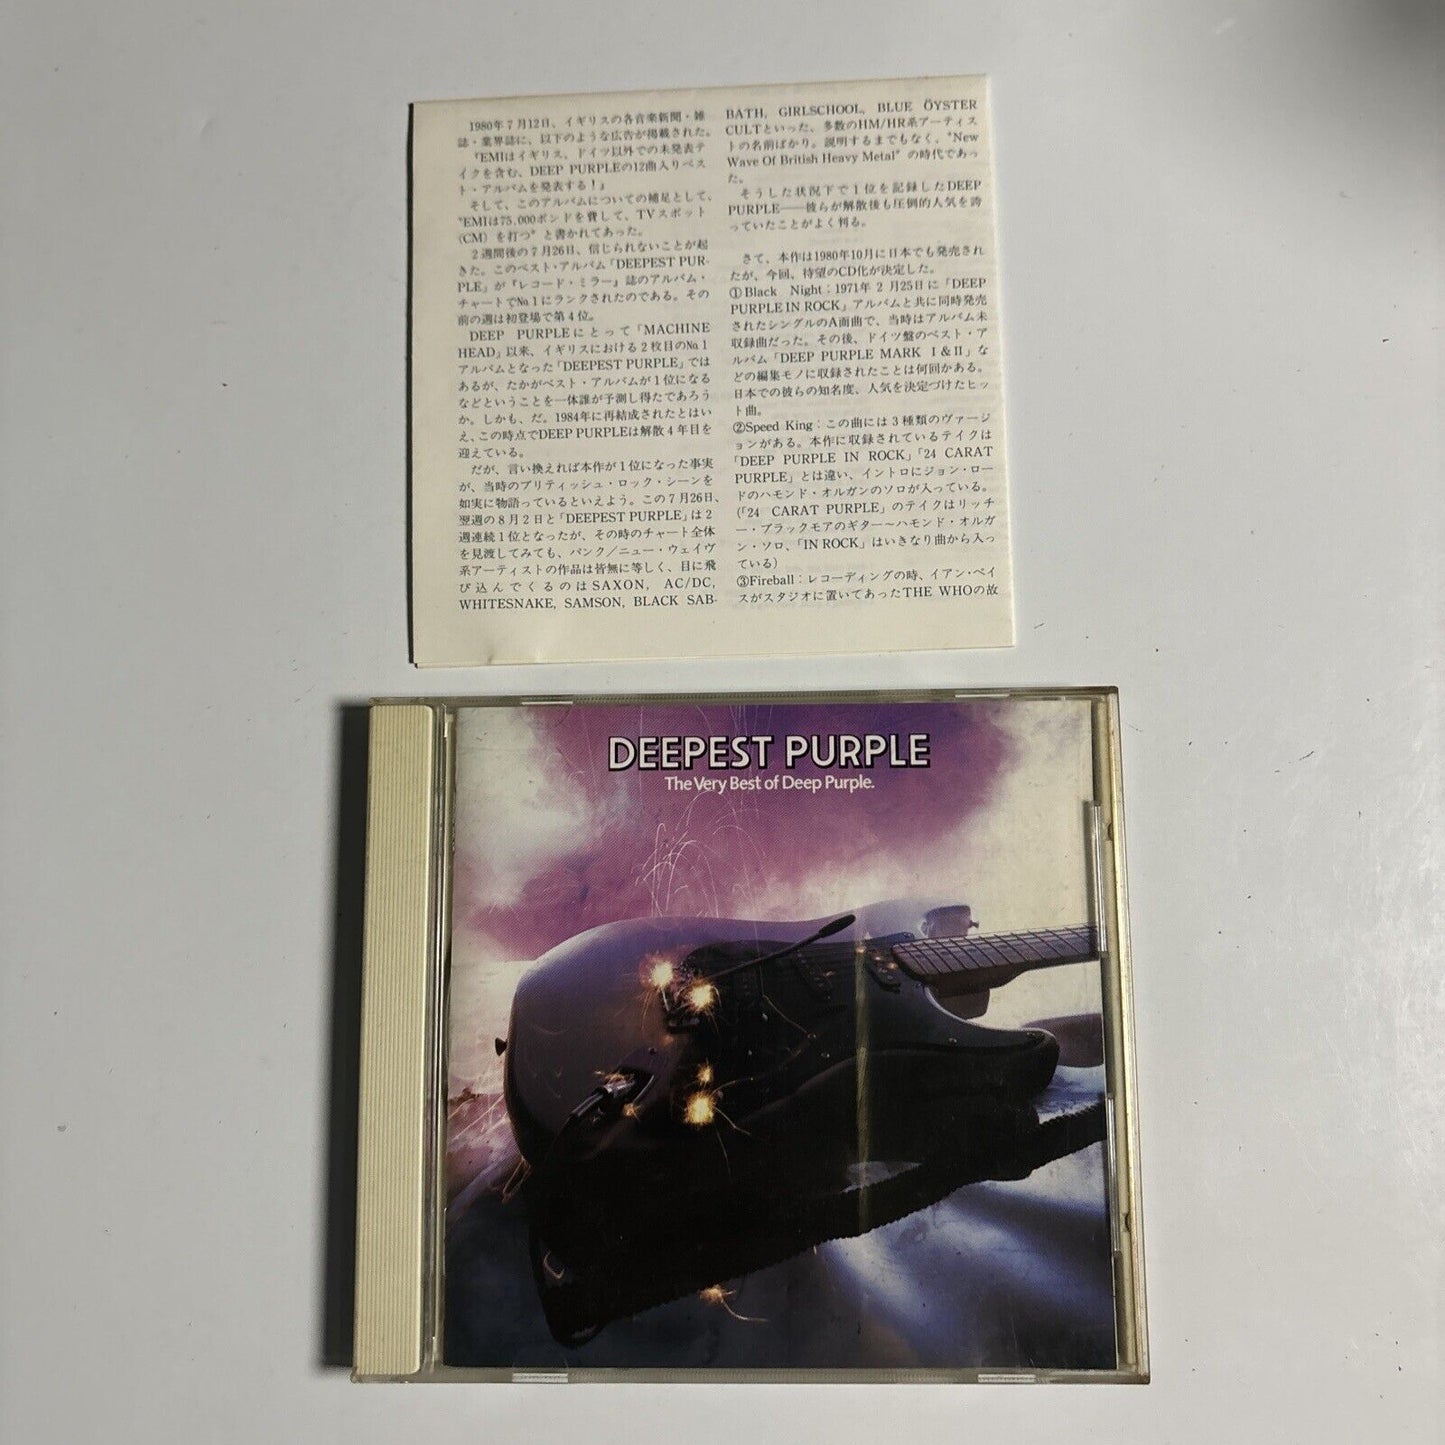 1980年7月12日、イギリスの各音楽新聞・雑
誌・業界誌に、以下のような広告が掲載された。
『EMIはイギリス、ドイツ以外での未発表テ
イクを含む、DEEP PURPLEの12曲入りベス
ト・アルバムを発表する！』
そして、このアルバムについての補足として、
"EMIは75,000ポンドを費して、TVスポット
(CM) を打つ" と書かれてあった。
2週間後の7月26日、信じられないことが起
きた。このベスト・アルバム「DEEPEST PUR-
PLE」が『レコード・ミラー』誌のアルバム・
チャートで№1にランクされたのである。その
前の週は初登場で第4位。
DEEP PURPLEにとって「MACHINE
HEAD」以来、イギリスにおける2枚目の№1
アルバムとなった「DEEPEST PURPLE」では
あるが、たかがベスト・アルバムが1位になる
などということを一体誰が予測し得たであろう
か。しかも、だ。1984年に再結成されたとはい
え、この時点でDEEP PURPLEは解散4年目を
迎えている。
だが、言い換えれば本作が1位になった事実
が、当時のブリティッシュ・ロック・シーンを
如実に物語っているといえよう。この7月26日、
翌週の8月2日と「DEEPEST PURPLE」は2
週連続1位となったが、その時のチャート全体
を見渡してみても、パンク／ニュー・ウェイヴ
系アーティストの作品は皆無に等しく、目に飛
び込んでくるのはSAXON, AC/DC,
WHITESNAKE, SAMSON, BLACK SAB-
BATH, GIRLSCHOOL, BLUE ÖYSTER
CULTといった、多数のHM/HR系アーティス
トの名前ばかり。説明するまでもなく、"New
Wave Of British Heavy Metal" の時代であっ
た。
そうした状況下で1位を記録したDEEP
PURPLE――彼らが解散後も圧倒的人気を誇
っていたことがよく判る。
さて、本作は1980年10月に日本でも発売され
たが、今回、待望のCD化が決定した。
①Black Night：1971年2月25日に「DEEP
PURPLE IN ROCK」アルバムと共に同時発売
されたシングルのA面曲で、当時はアルバム未
収録曲だった。その後、ドイツ盤のベスト・ア
ルバム「DEEP PURPLE MARK I & II」な
どの編集モノに収録されたことは何回かある。
日本での彼らの知名度、人気を決定づけたヒッ
ト曲。
②Speed King：この曲には3種類のヴァージ
ョンがある。本作に収録されているテイクは
「DEEP PURPLE IN ROCK」「24 CARAT
PURPLE」とは違い、イントロにジョン・ロー
ドのハモンド・オルガンのソロが入っている。
(「24 CARAT PURPLE」のテイクはリッチ
ー・ブラックモアのギター〜ハモンド・オルガ
ン・ソロ、「IN ROCK」はいきなり曲から入っ
ている)
③Fireball：レコーディングの時、イアン・ペイ
スがスタジオに置いてあったTHE WHOの故
DEEPEST PURPLE
The Very Best of Deep Purple.